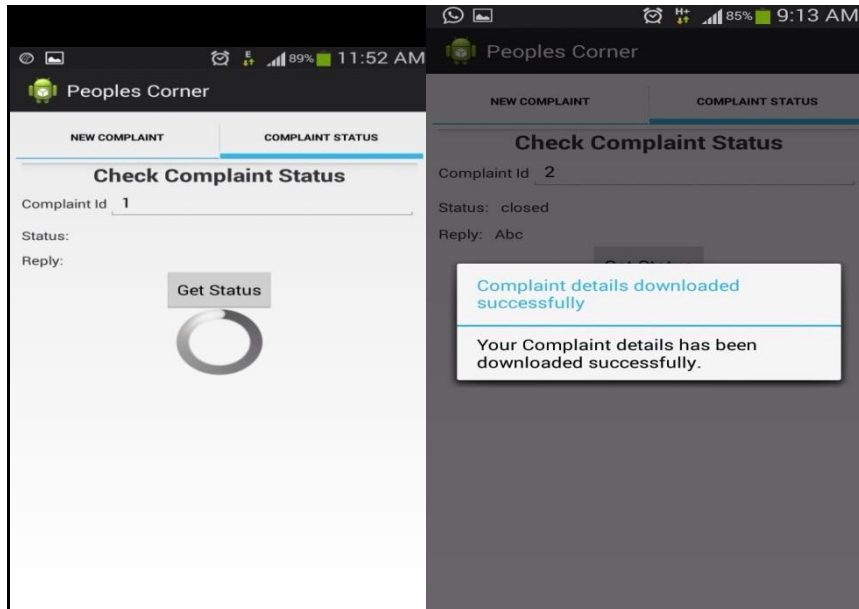 89% 11:52 AM
Peoples Corner
NEW COMPLAINT COMPLAINT STATUS
Check Complaint Status
Complaint Id 1
Status:
Reply:
Get Status
H+ 85% 9:13 AM
Peoples Corner
NEW COMPLAINT COMPLAINT STATUS
Check Complaint Status
Complaint Id 2
Status: closed
Reply: Abc
Complaint details downloaded
successfully
Your Complaint details has been
downloaded successfully.